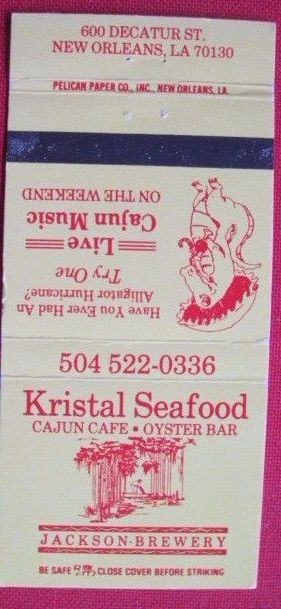 600 DECATUR ST.
NEW ORLEANS, LA 70130
PELICAN PAPER CO., INC., NEW ORLEANS, LA.
Have You Ever Had An
Alligator Hurricane?
Try One
Live
Cajun Music
ON THE WEEKEND
504 522-0336
Kristal Seafood
CAJUN CAFE • OYSTER BAR
JACKSON-BREWERY
BE SAFE CLOSE COVER BEFORE STRIKING